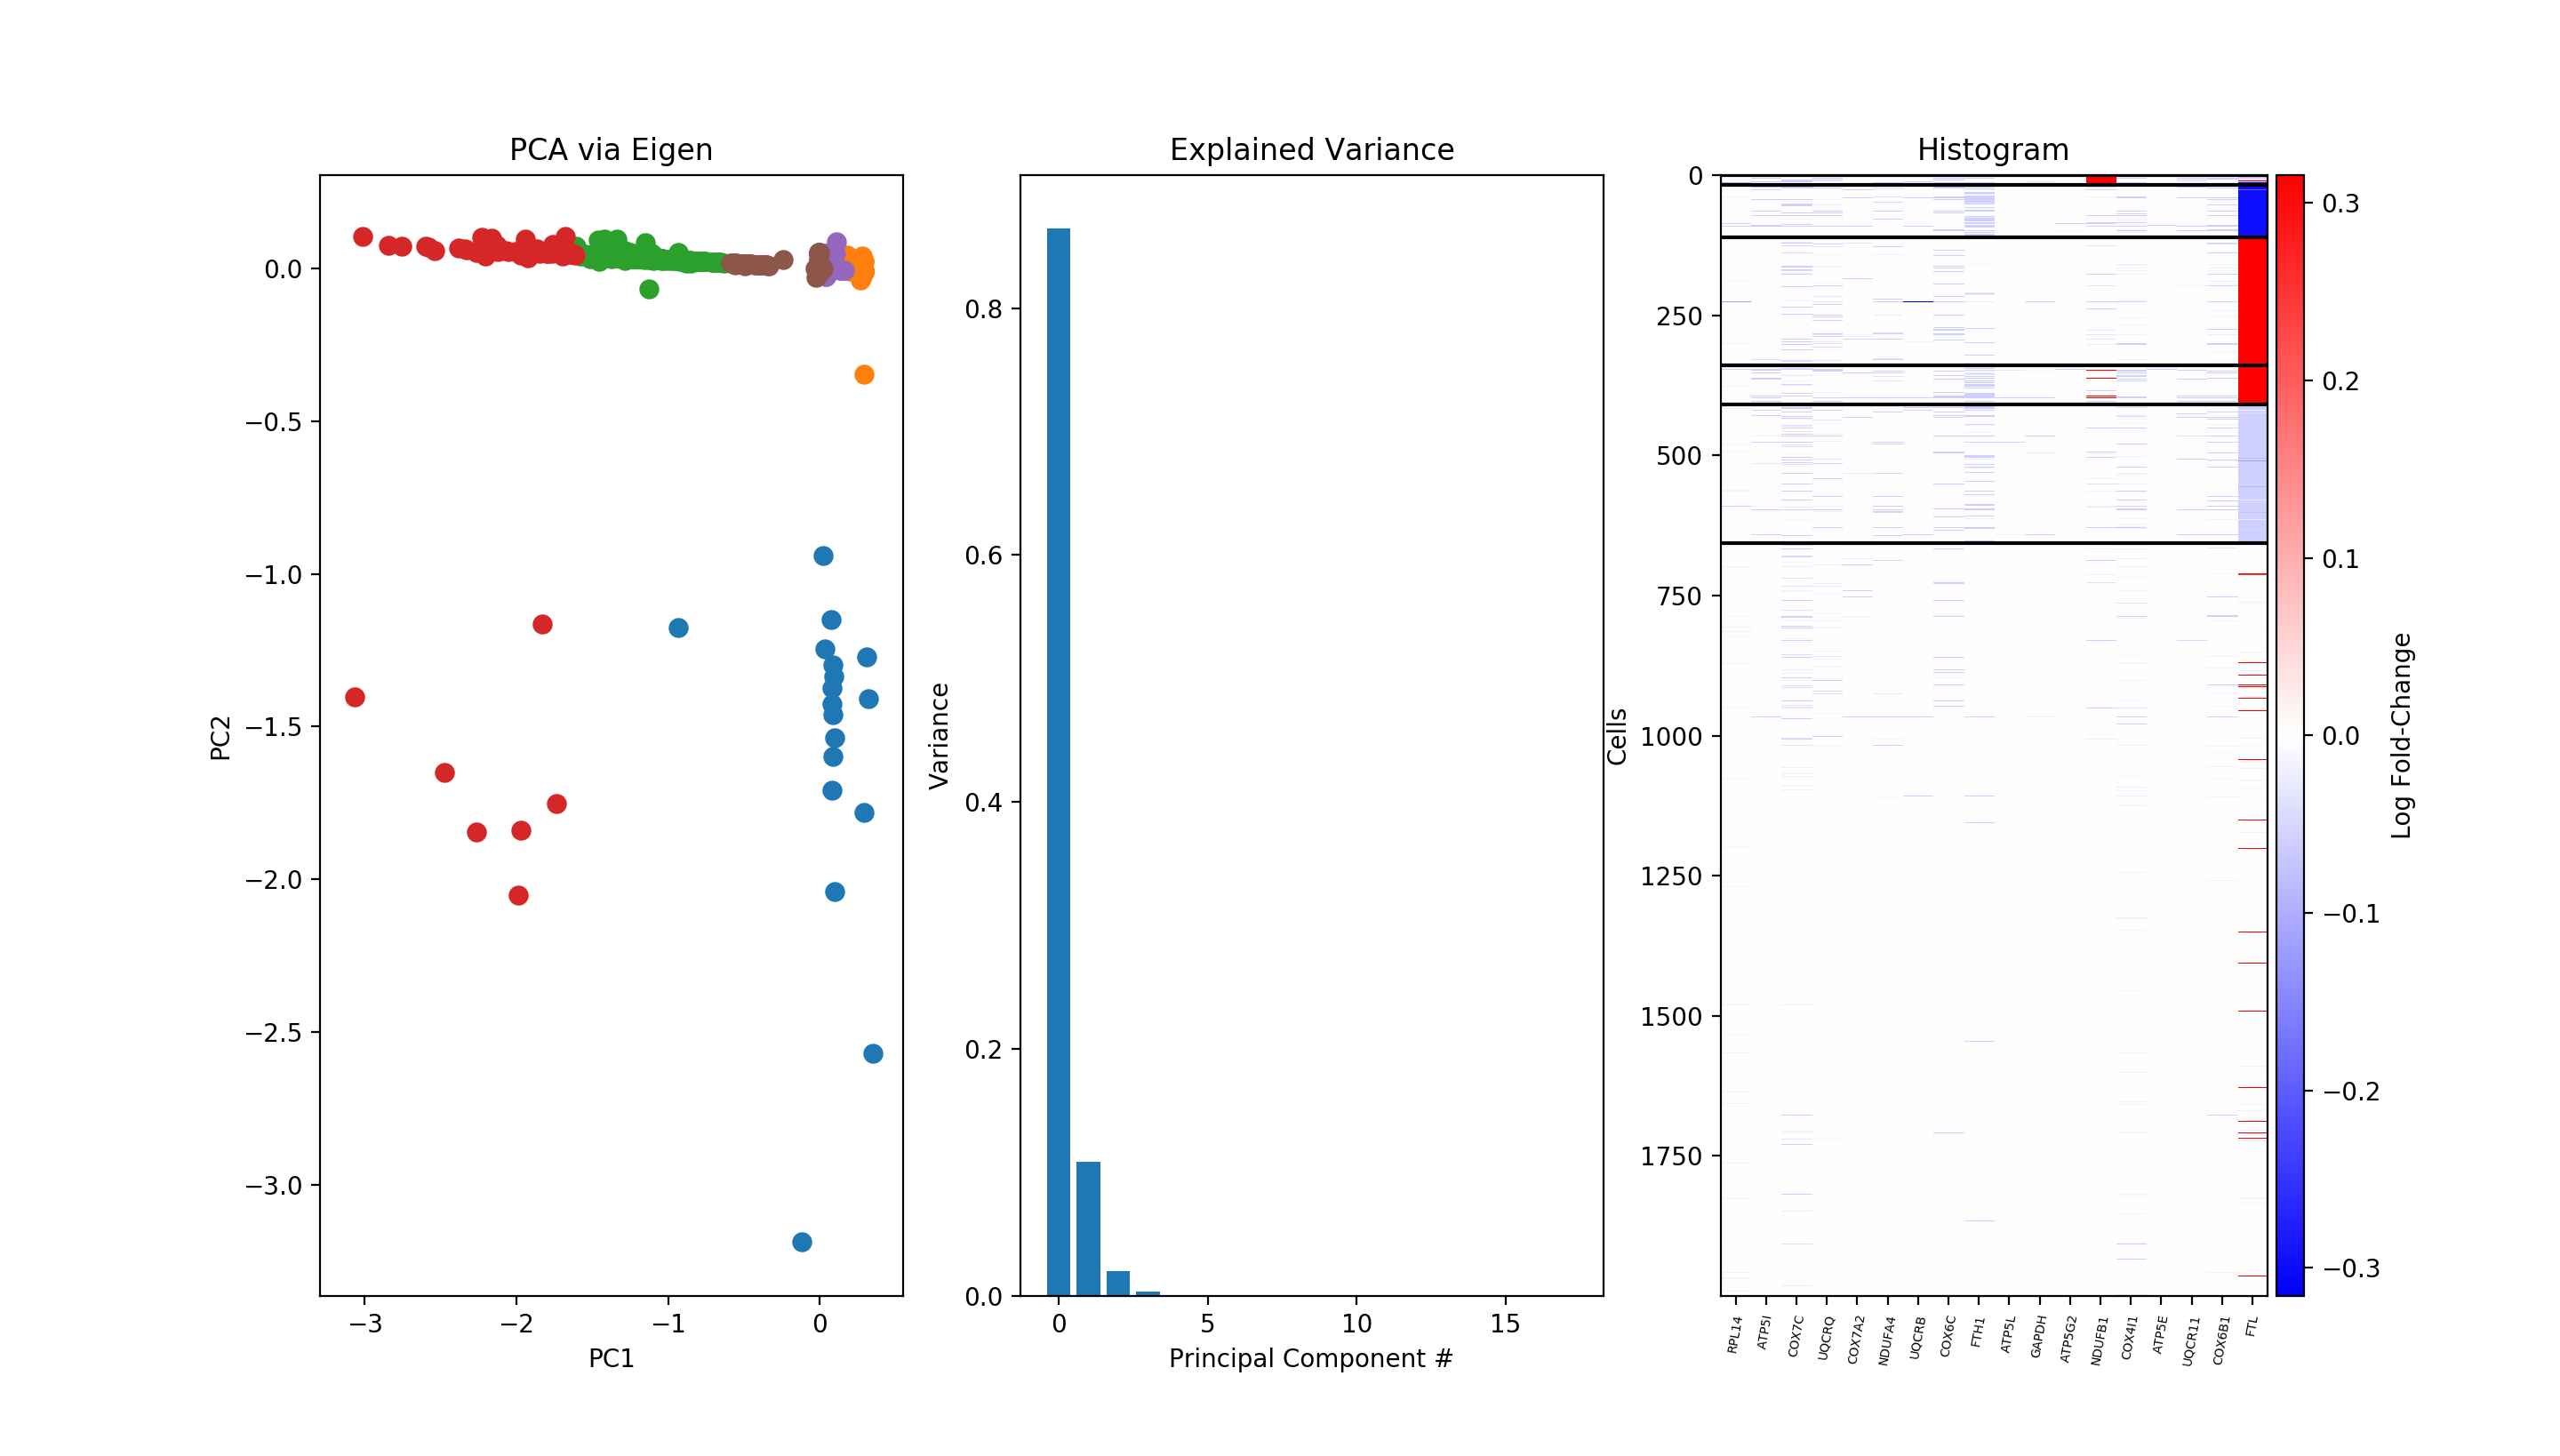 PCA via Eigen
0.0
−0.5
−1.0
−1.5
−2.0
−2.5
−3.0
PC2
−3
−2
−1
0
PC1
Explained Variance
0.8
0.6
0.4
0.2
0.0
Variance
0
5
10
15
Principal Component #
Histogram
0
250
500
750
1000
1250
1500
1750
Cells
RPL14
ATP5I
COX7C
UQCRQ
COX7A2
NDUFA4
UQCRB
COX6C
FTH1
ATP5L
GAPDH
ATP5G2
NDUFB1
COX4I1
ATP5E
UQCR11
COX6B1
FTL
0.3
0.2
0.1
0.0
−0.1
−0.2
−0.3
Log Fold-Change